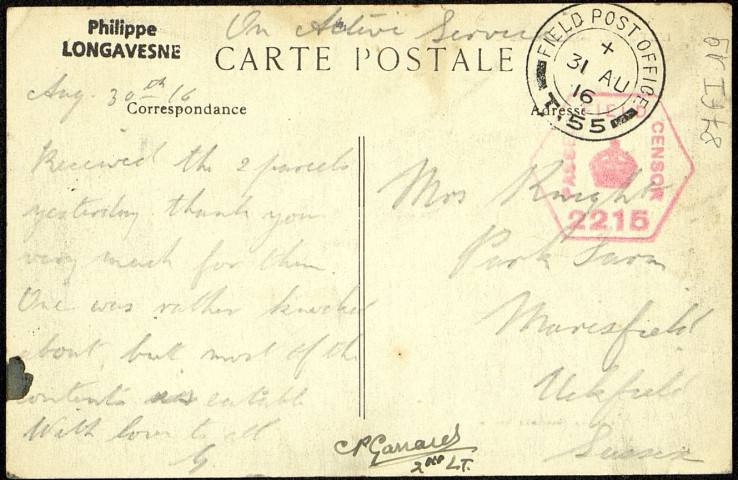 Philippe
LONGAVESNE
On Active Service
CARTE POSTALE
FIELD POST OFFICE
31 AU
16
T.55
Aug. 30th 16
Correspondance
Adresse
PASSED FIELD CENSOR
2215
Received the 2 parcels
yesterday thank you
very much for them.
One was rather knocked
about, but most of the
contents eatable
With love to all
G.
Mrs Knight
Park Farm
Maresfield
Uckfield
Sussex
2ND LT.